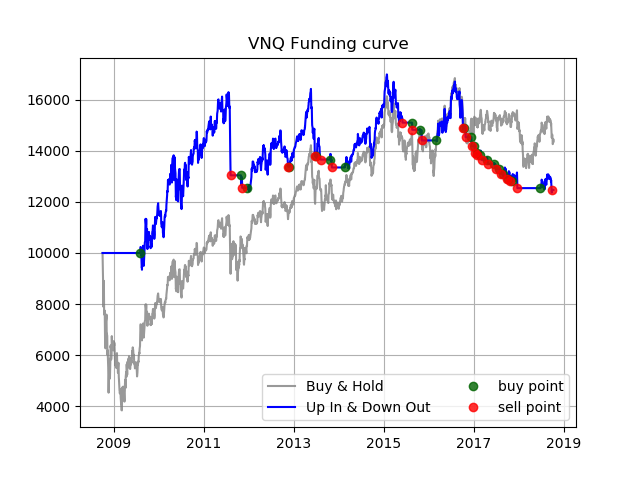 VNQ Funding curve
16000
14000
12000
10000
8000
6000
4000
Buy & Hold
Up In & Down Out
buy point
sell point
2009
2011
2013
2015
2017
2019